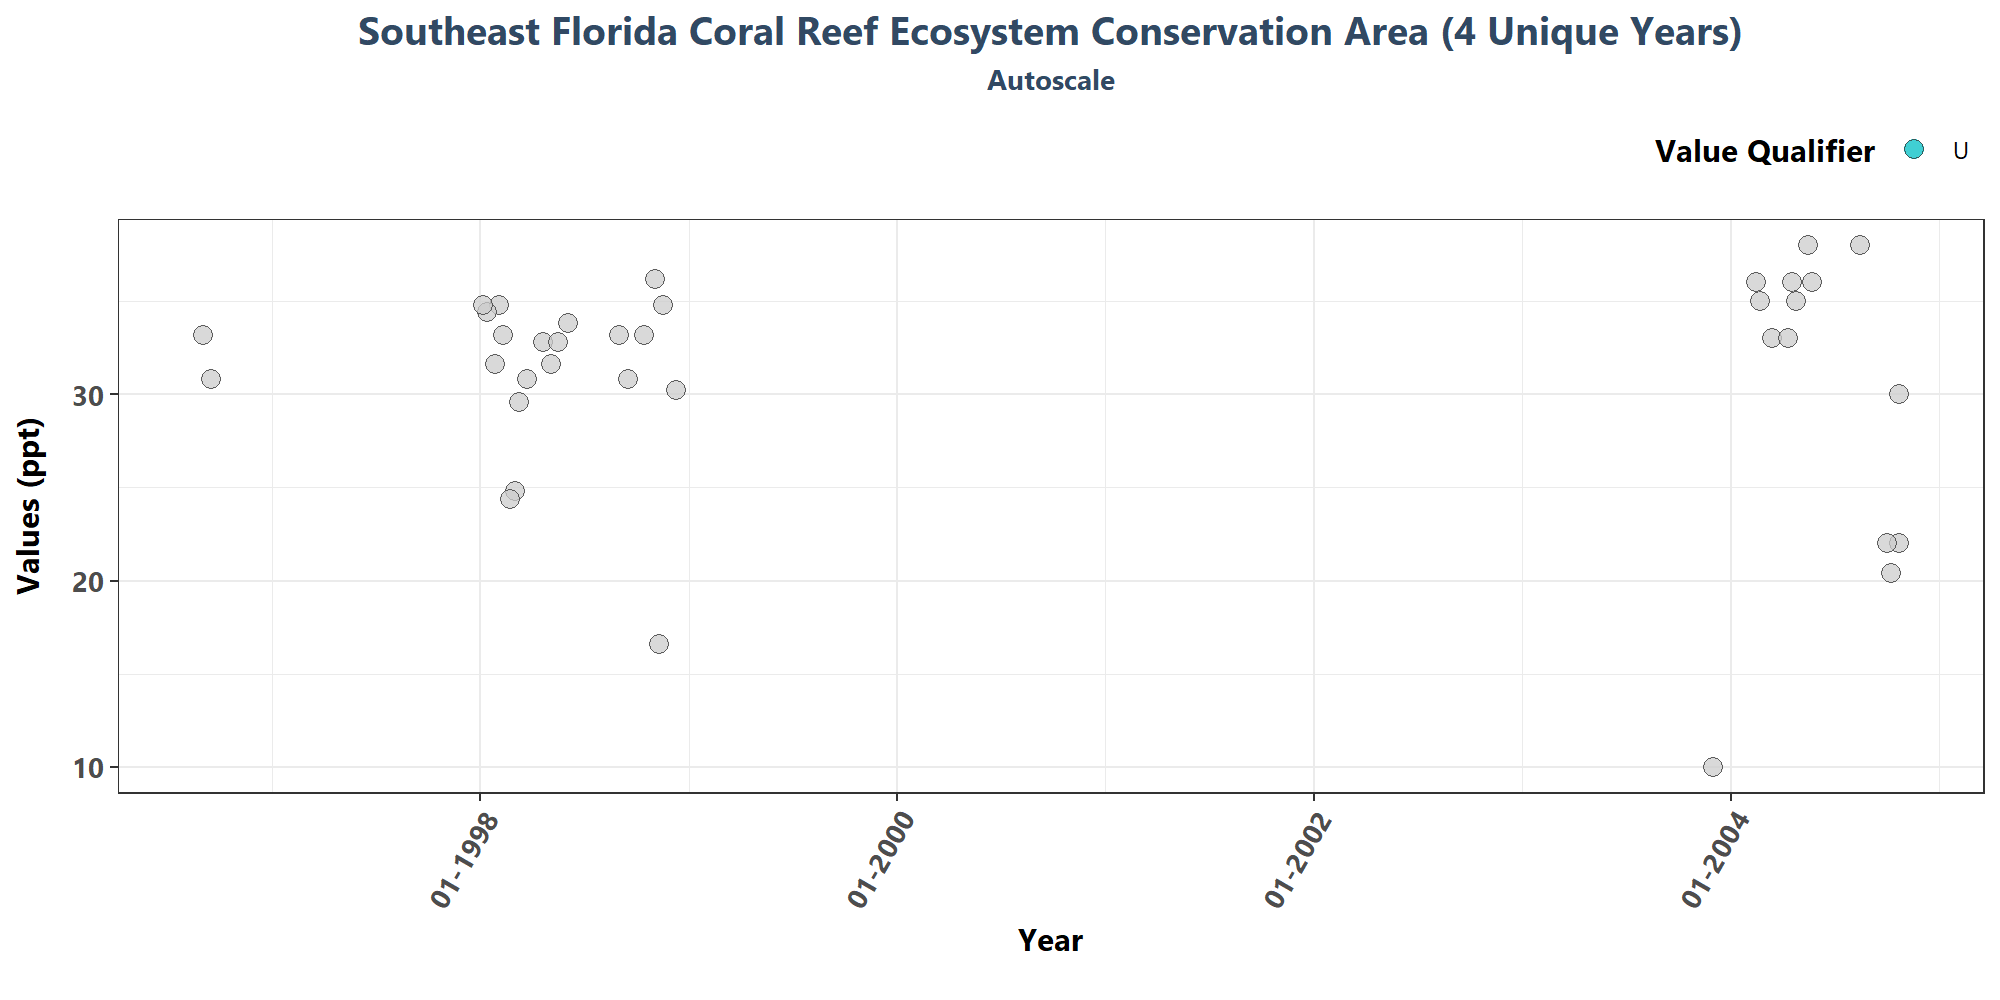 Southeast Florida Coral Reef Ecosystem Conservation Area (4 Unique Years)
Autoscale
Value Qualifier U
Values (ppt)
30
20
10
01-1998
01-2000
01-2002
01-2004
Year